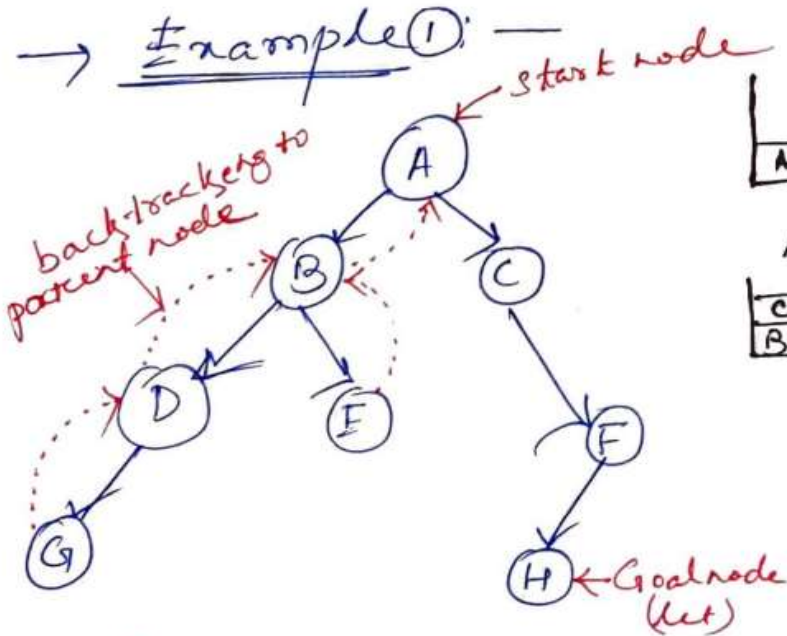 → Example ①: —
start node
A
back-tracking to
parent node
B
C
D
E
F
G
H
Goal node
(let)
A
C
B